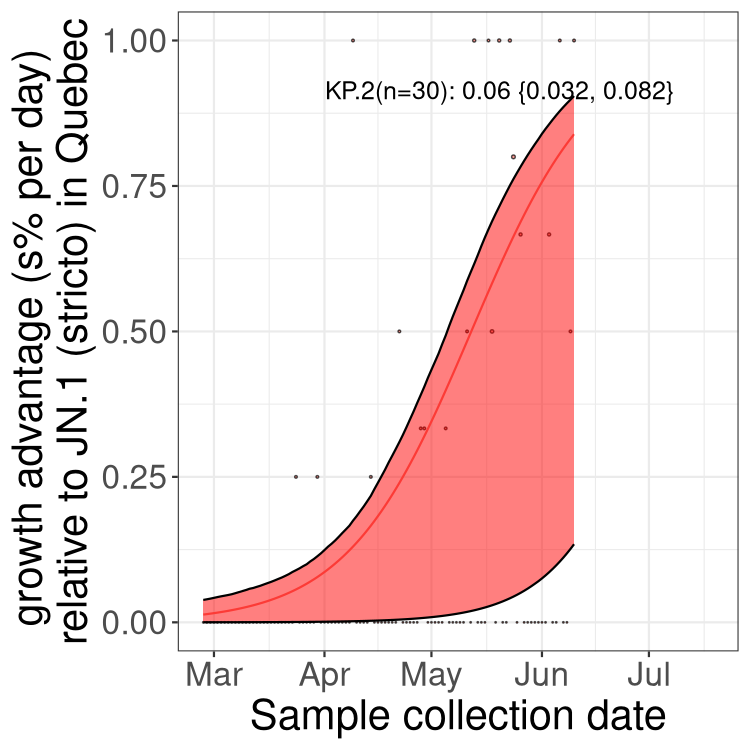 growth advantage (s% per day)
relative to JN.1 (stricto) in Quebec
1.00
0.75
0.50
0.25
0.00
KP.2(n=30): 0.06 {0.032, 0.082}
Mar Apr May Jun Jul
Sample collection date